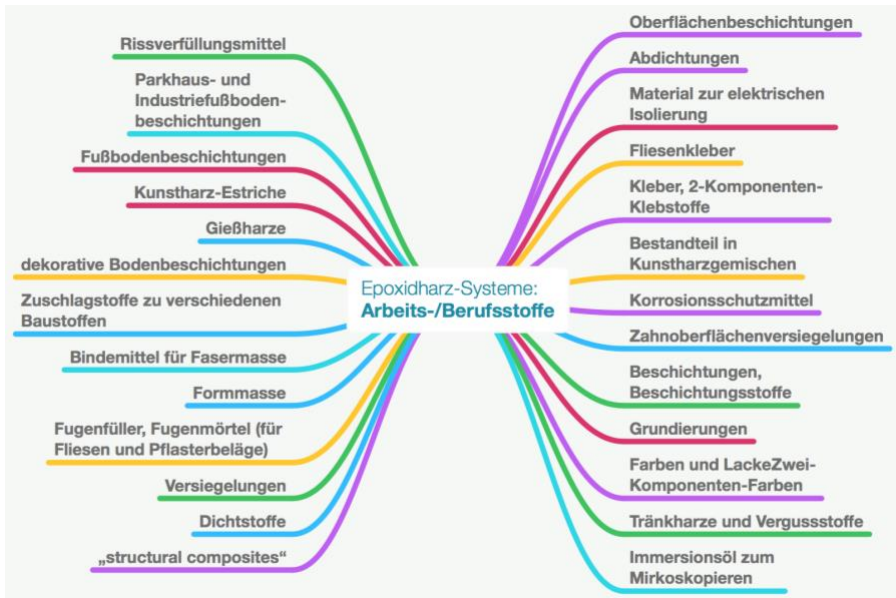 Rissverfüllungsmittel
Parkhaus- und
Industriefußboden-
beschichtungen
Fußbodenbeschichtungen
Kunstharz-Estriche
Gießharze
dekorative Bodenbeschichtungen
Zuschlagstoffe zu verschiedenen
Baustoffen
Bindemittel für Fasermasse
Formmasse
Fugenfüller, Fugenmörtel (für
Fliesen und Pflasterbeläge)
Versiegelungen
Dichtstoffe
„structural composites“
Epoxidharz-Systeme:
Arbeits-/Berufsstoffe
Oberflächenbeschichtungen
Abdichtungen
Material zur elektrischen
Isolierung
Fliesenkleber
Kleber, 2-Komponenten-
Klebstoffe
Bestandteil in
Kunstharzgemischen
Korrosionsschutzmittel
Zahnoberflächenversiegelungen
Beschichtungen,
Beschichtungsstoffe
Grundierungen
Farben und LackeZwei-
Komponenten-Farben
Tränkharze und Vergussstoffe
Immersionsöl zum
Mirkoskopieren